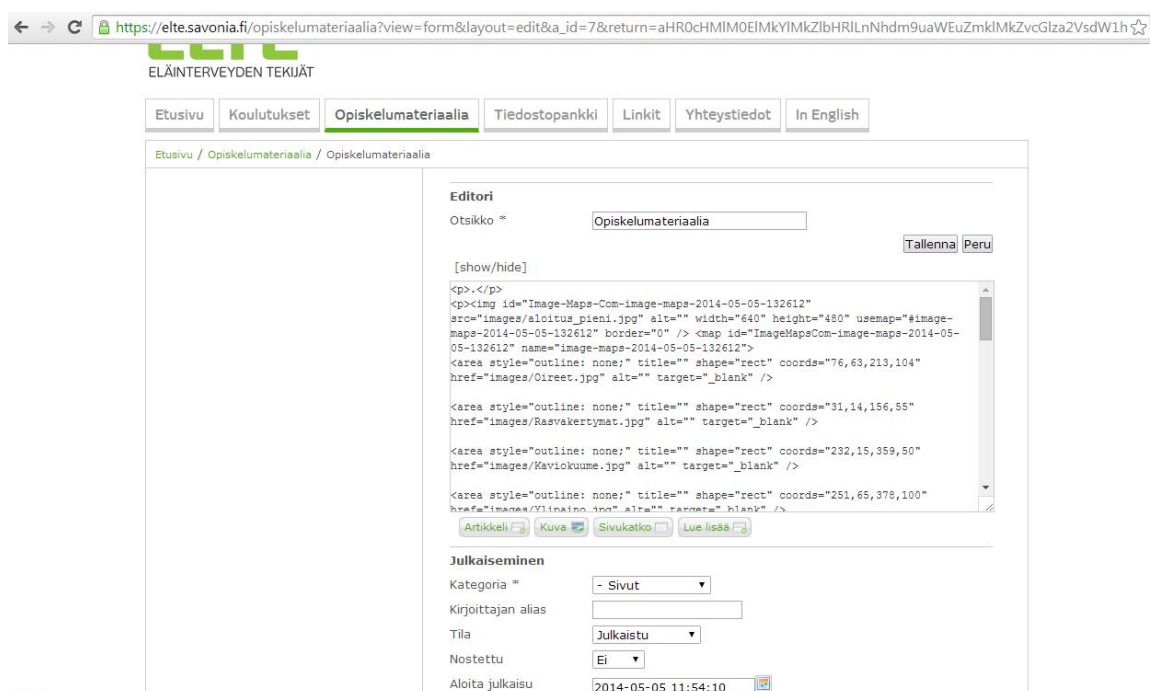 https://elte.savonia.fi/opiskelumateriaalia?view=form&layout=edit&a_id=7&return=aHR0cHMlM0ElMkYlMkZlbHRlLnNhdm9uaWEuZmklMkZvcGlza2VsdW1h
ELTE
ELÄINTERVEYDEN TEKIJÄT
Etusivu Koulutukset Opiskelumateriaalia Tiedostopankki Linkit Yhteystiedot In English
Etusivu / Opiskelumateriaalia / Opiskelumateriaalia
Editori
Otsikko * Opiskelumateriaalia
Tallenna Peru
[show/hide]
<p>.</p>
<p><img id="Image-Maps-Com-image-maps-2014-05-05-132612"
src="images/aloitus_pieni.jpg" alt="" width="640" height="480" usemap="#image-
maps-2014-05-05-132612" border="0" /> <map id="ImageMapsCom-image-maps-2014-05-
05-132612" name="image-maps-2014-05-05-132612">
<area style="outline: none;" title="" shape="rect" coords="76,63,213,104"
href="images/Oireet.jpg" alt="" target="_blank" />
<area style="outline: none;" title="" shape="rect" coords="31,14,156,55"
href="images/Rasvakertymat.jpg" alt="" target="_blank" />
<area style="outline: none;" title="" shape="rect" coords="232,15,359,50"
href="images/Kaviokuume.jpg" alt="" target="_blank" />
<area style="outline: none;" title="" shape="rect" coords="251,65,378,100"
href="images/Ylipaino.jpg" alt="" target="_blank" />
Artikkeli Kuva Sivukatko Lue lisää
Julkaiseminen
Kategoria * - Sivut
Kirjoittajan alias
Tila Julkaistu
Nostettu Ei
Aloita julkaisu 2014-05-05 11:54:10